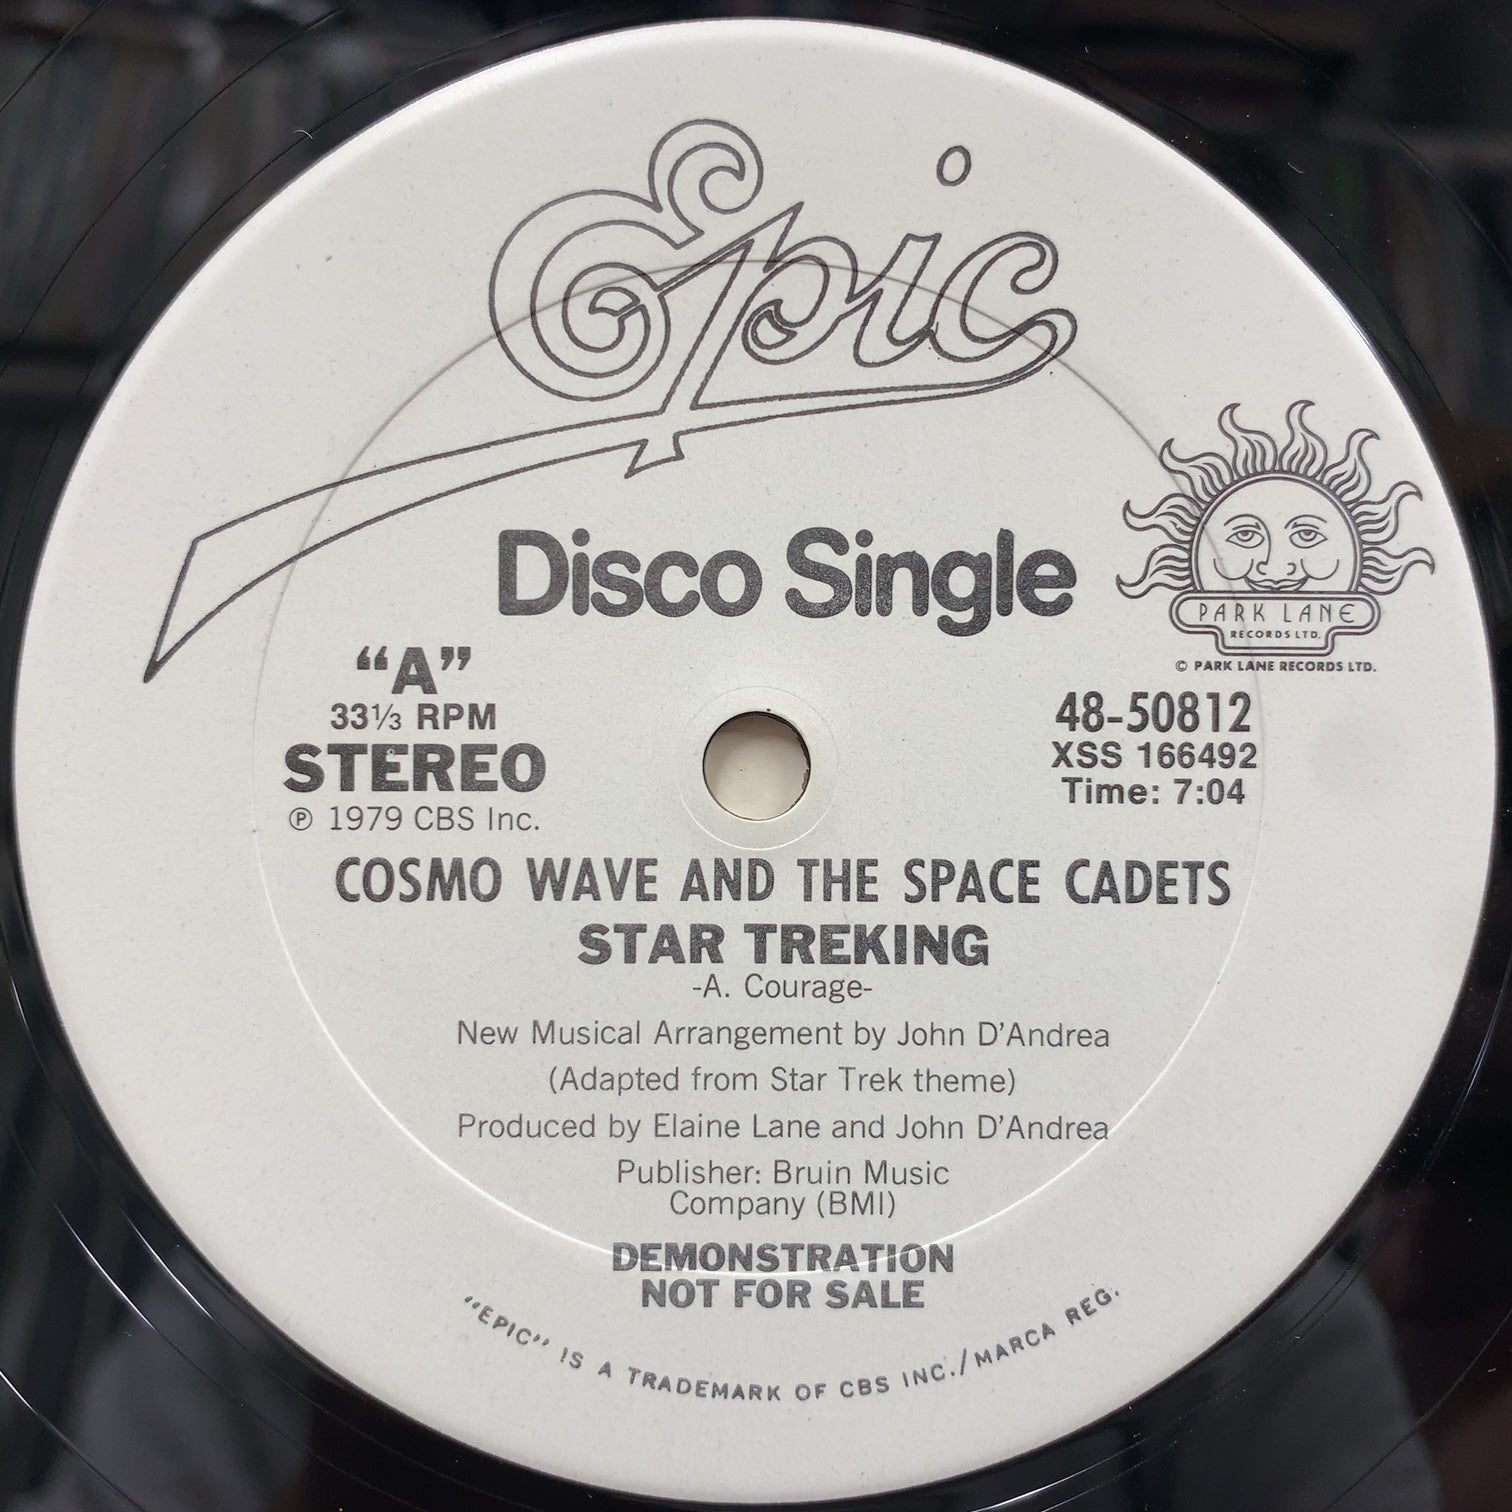 Epic
Disco Single
PARK LANE
RECORDS LTD.
© PARK LANE RECORDS LTD.
“A”
33⅓ RPM
STEREO
℗ 1979 CBS Inc.
48-50812
XSS 166492
Time: 7:04
COSMO WAVE AND THE SPACE CADETS
STAR TREKING
-A. Courage-
New Musical Arrangement by John D'Andrea
(Adapted from Star Trek theme)
Produced by Elaine Lane and John D'Andrea
Publisher: Bruin Music
Company (BMI)
DEMONSTRATION
NOT FOR SALE
“EPIC” IS A TRADEMARK OF CBS INC./MARCA REG.